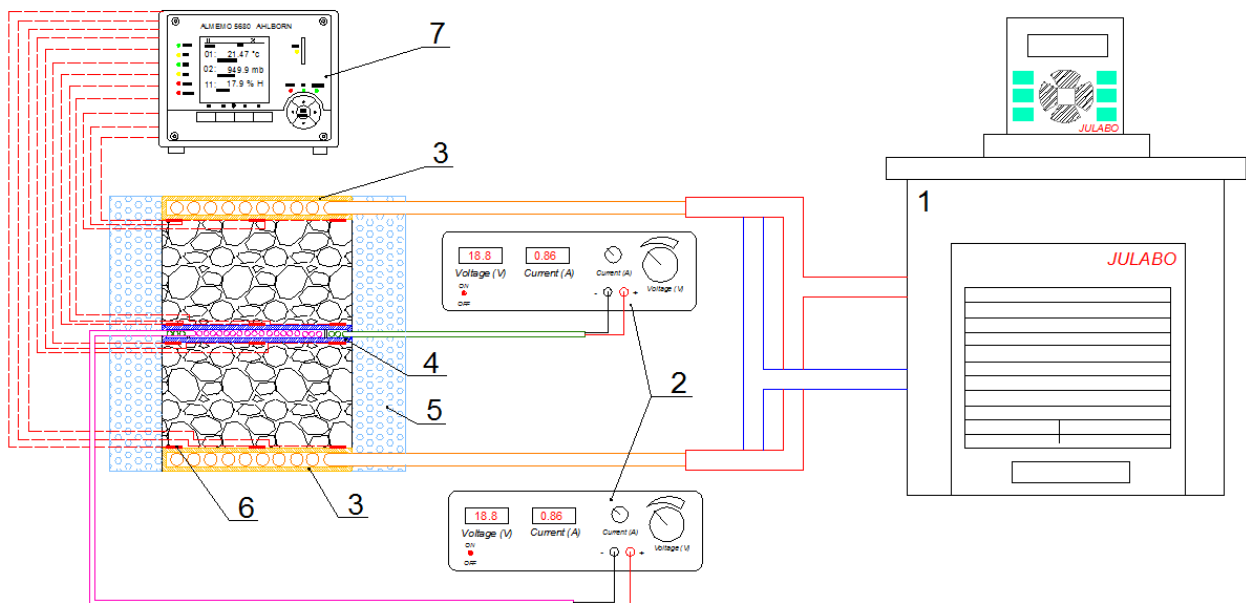 ALMEMO 5680 AHLBORN
01: 21.47 °c
02: 949.9 mb
11: 17.9 % H
7
JULABO
3
1
JULABO
18.8 0.86
Voltage (V) Current (A) Current (A)
ON
OFF
- + Voltage (V)
4
2
5
6
3
18.8 0.86
Voltage (V) Current (A) Current (A)
ON
OFF
- + Voltage (V)